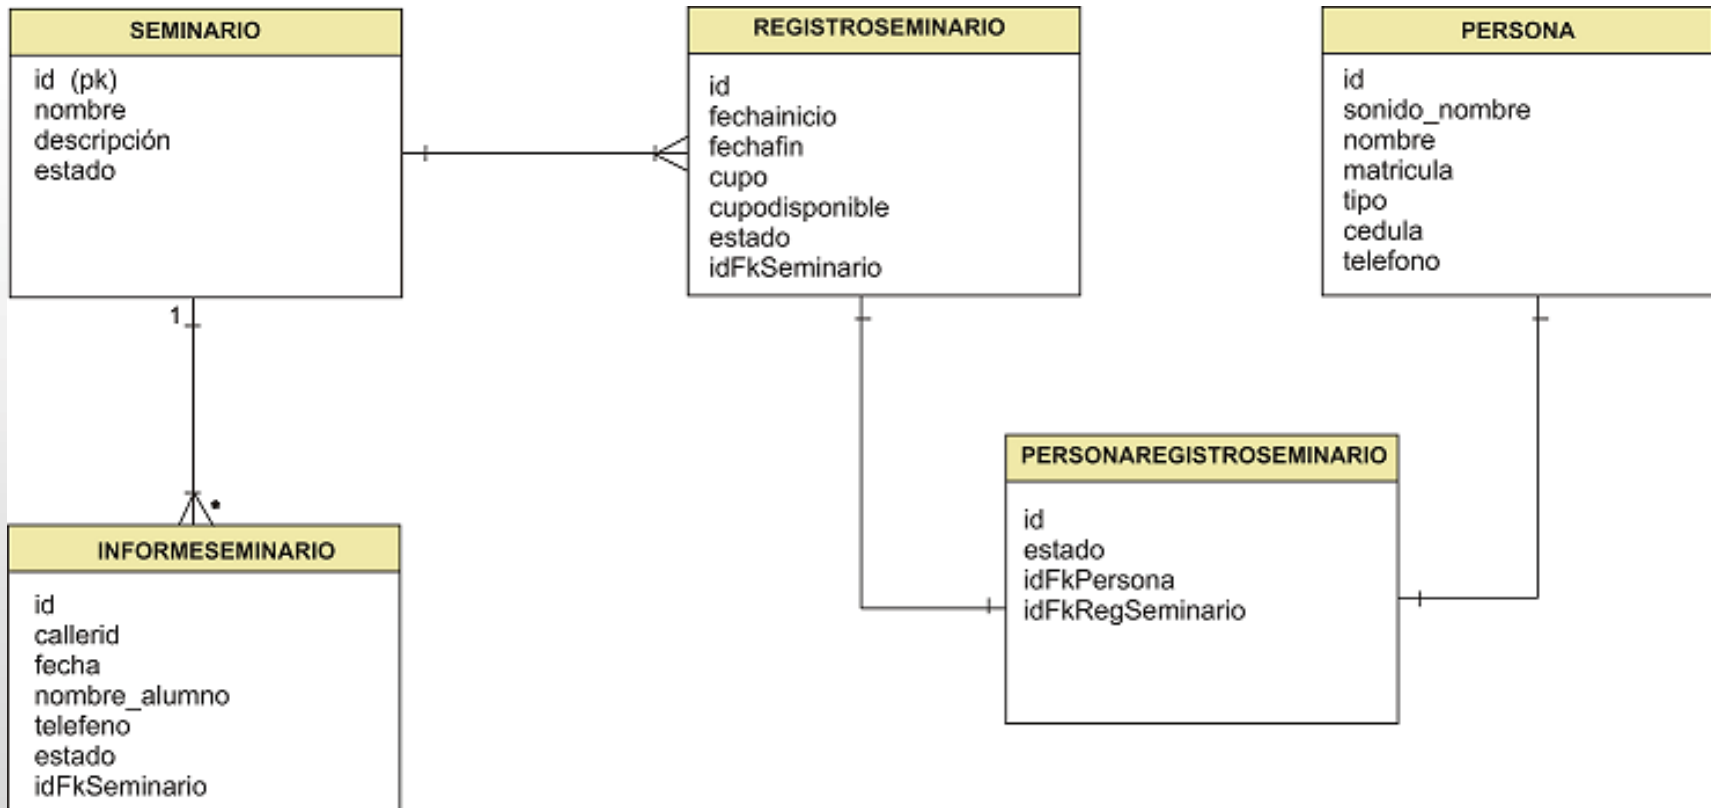 SEMINARIO
id (pk)
nombre
descripción
estado
REGISTROSEMINARIO
id
fechainicio
fechafin
cupo
cupodisponible
estado
idFkSeminario
PERSONA
id
sonido_nombre
nombre
matricula
tipo
cedula
telefono
1
*
INFORMESEMINARIO
id
callerid
fecha
nombre_alumno
telefeno
estado
idFkSeminario
PERSONAREGISTROSEMINARIO
id
estado
idFkPersona
idFkRegSeminario